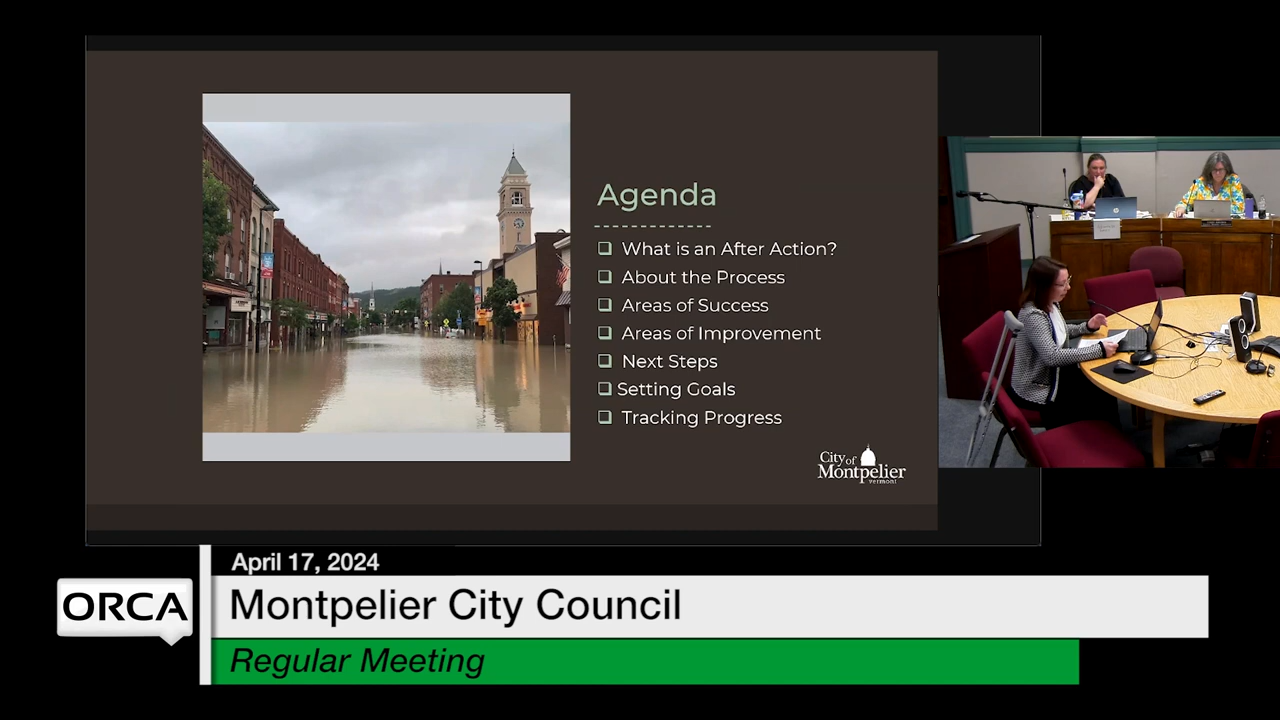 Agenda
What is an After Action?
About the Process
Areas of Success
Areas of Improvement
Next Steps
Setting Goals
Tracking Progress
City of
Montpelier
vermont
April 17, 2024
ORCA
Montpelier City Council
Regular Meeting